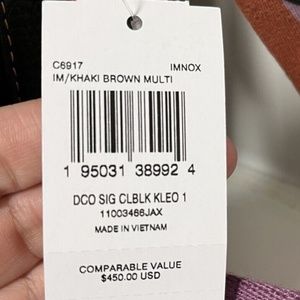 C6917 IMNOX
IM/KHAKI BROWN MULTI
1 95031 38992 4
DCO SIG CLBLK KLEO 1
11003466JAX
MADE IN VIETNAM
COMPARABLE VALUE
$450.00 USD